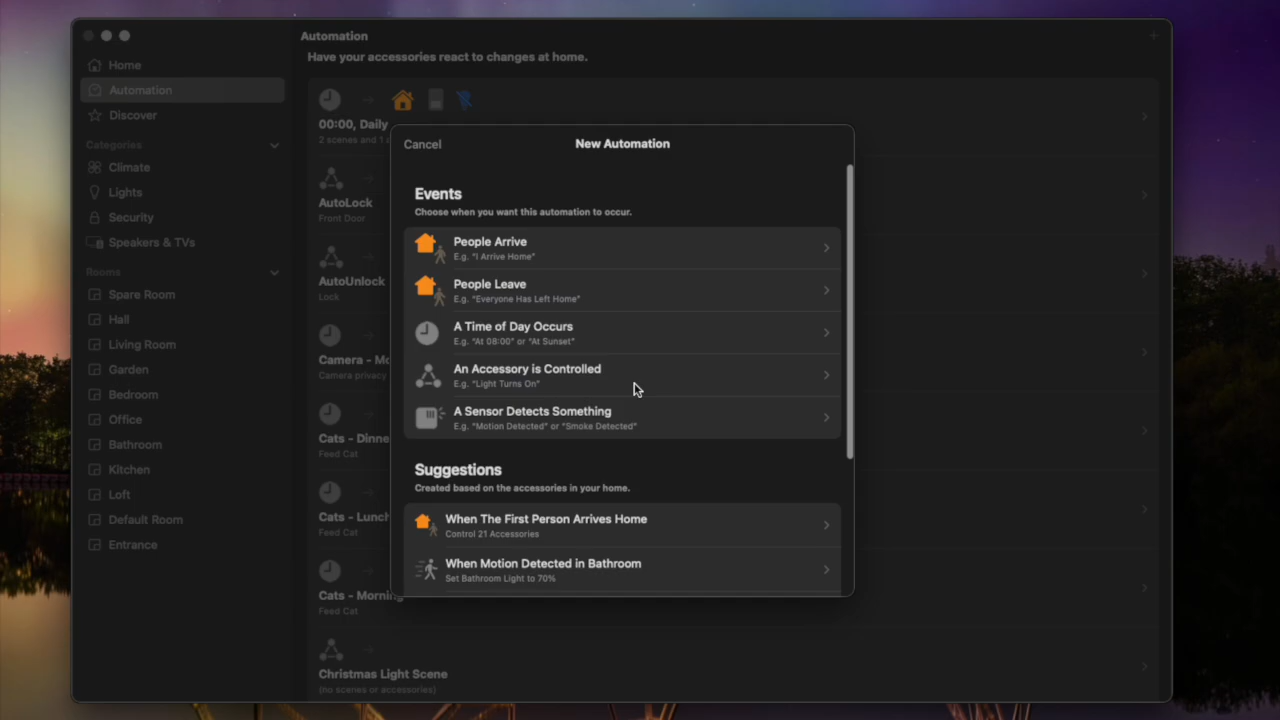 Automation
Have your accessories react to changes at home.
Home
Automation
Discover
Categories
Climate
Lights
Security
Speakers & TVs
Rooms
Spare Room
Hall
Living Room
Garden
Bedroom
Office
Bathroom
Kitchen
Loft
Default Room
Entrance
00:00, Daily
2 scenes and 1
AutoLock
Front Door
AutoUnlock
Lock
Camera -
Camera privacy
Cats -
Feed Cat
Cats -
Feed Cat
Cats -
Feed Cat
Christmas Light Scene
(no scenes or accessories)
Cancel
New Automation
Events
Choose when you want this automation to occur.
People Arrive
E.g. "I Arrive Home"
People Leave
E.g. "Everyone Has Left Home"
A Time of Day Occurs
E.g. "At 08:00" or "At Sunset"
An Accessory is Controlled
E.g. "Light Turns On"
A Sensor Detects Something
E.g. "Motion Detected" or "Smoke Detected"
Suggestions
Created based on the accessories in your home.
When The First Person Arrives Home
Control 21 Accessories
When Motion Detected in Bathroom
Set Bathroom Light to 70%